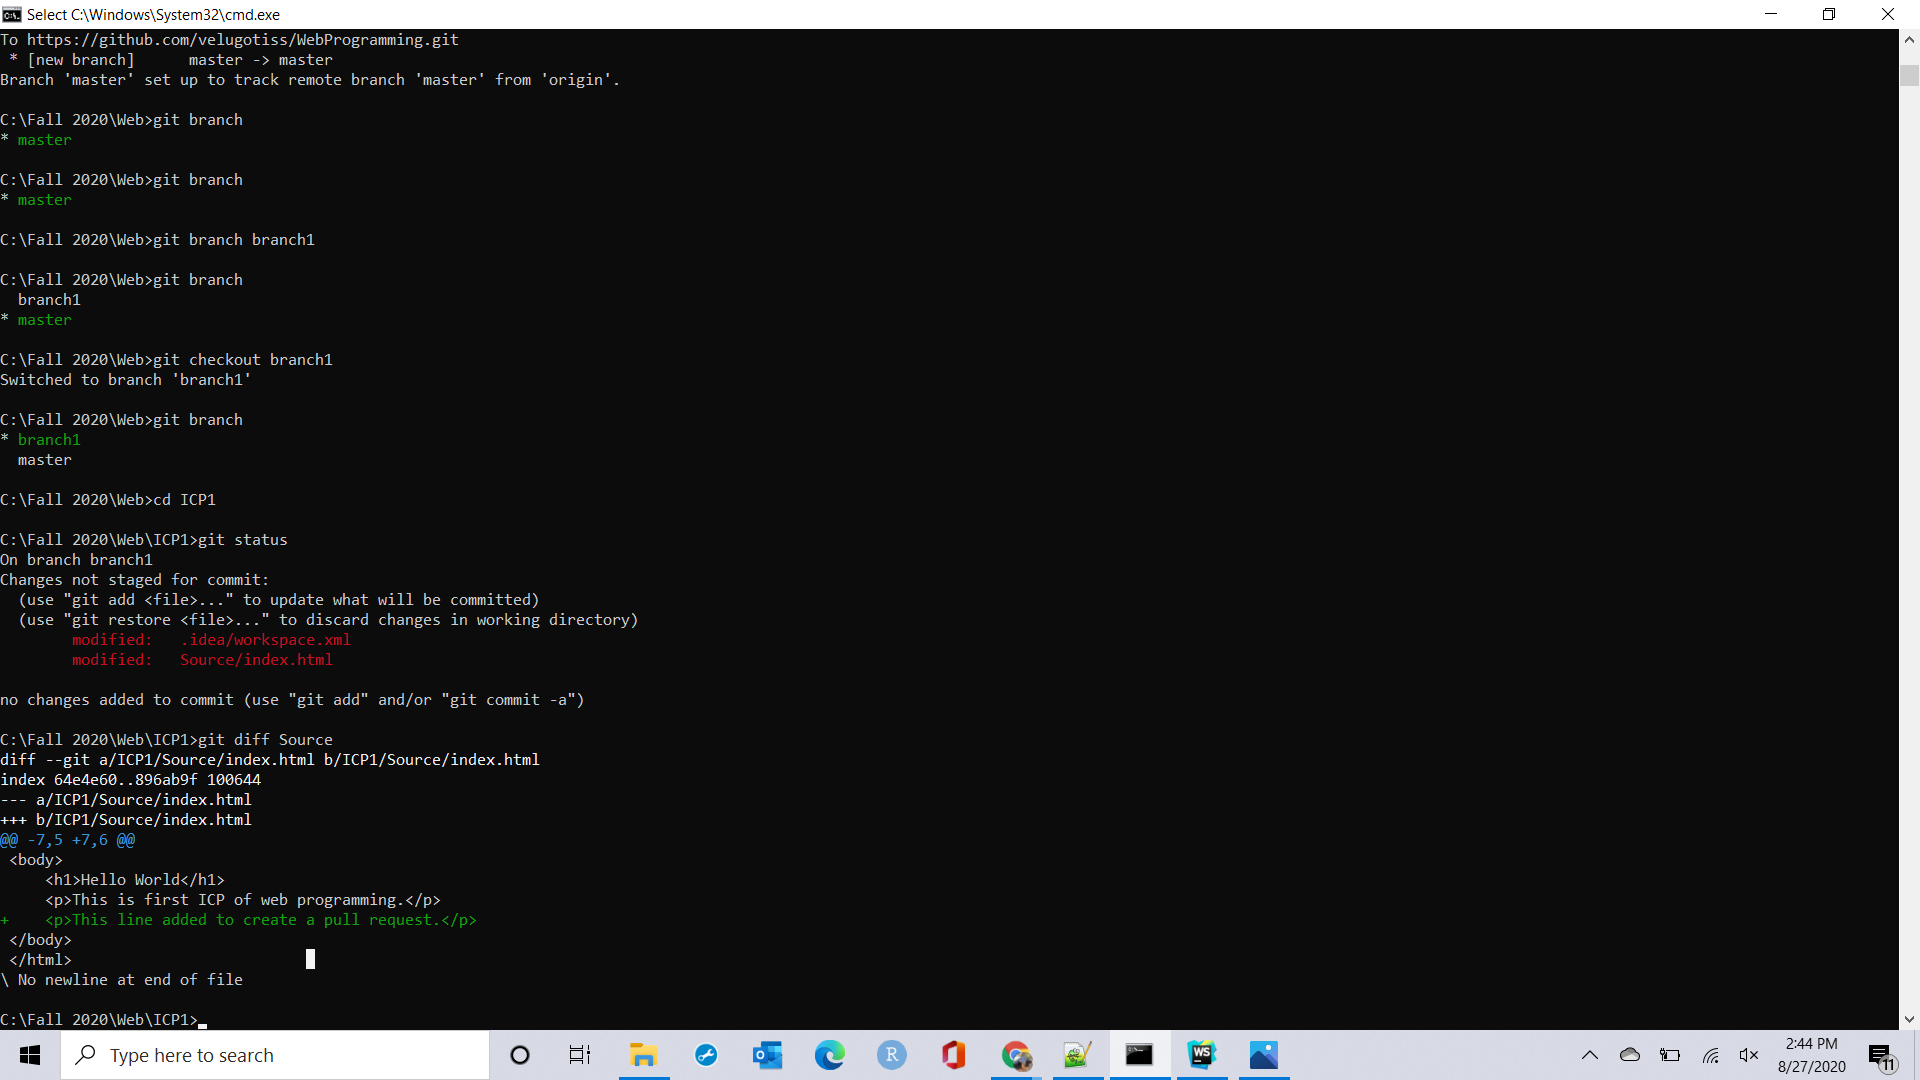 Select C:\Windows\System32\cmd.exe
To https://github.com/velugotiss/WebProgramming.git
 * [new branch]      master -> master
Branch 'master' set up to track remote branch 'master' from 'origin'.
C:\Fall 2020\Web>git branch
* master
C:\Fall 2020\Web>git branch
* master
C:\Fall 2020\Web>git branch branch1
C:\Fall 2020\Web>git branch
  branch1
* master
C:\Fall 2020\Web>git checkout branch1
Switched to branch 'branch1'
C:\Fall 2020\Web>git branch
* branch1
  master
C:\Fall 2020\Web>cd ICP1
C:\Fall 2020\Web\ICP1>git status
On branch branch1
Changes not staged for commit:
  (use "git add <file>..." to update what will be committed)
  (use "git restore <file>..." to discard changes in working directory)
        modified:   .idea/workspace.xml
        modified:   Source/index.html
no changes added to commit (use "git add" and/or "git commit -a")
C:\Fall 2020\Web\ICP1>git diff Source
diff --git a/ICP1/Source/index.html b/ICP1/Source/index.html
index 64e4e60..896ab9f 100644
--- a/ICP1/Source/index.html
+++ b/ICP1/Source/index.html
@@ -7,5 +7,6 @@
 <body>
     <h1>Hello World</h1>
     <p>This is first ICP of web programming.</p>
+    <p>This line added to create a pull request.</p>
 </body>
 </html>
\ No newline at end of file
C:\Fall 2020\Web\ICP1>
Type here to search
R
WS
2:44 PM
8/27/2020
11